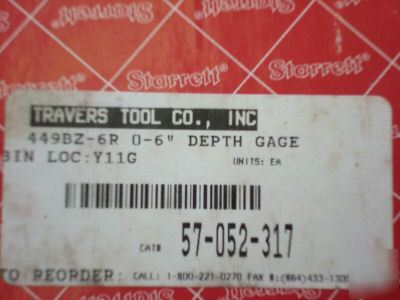 Starrett
Starrett
Starrett
TRAVERS TOOL CO., INC
449BZ-6R 0-6" DEPTH GAGE
BIN LOC:Y11G
UNITS: EA
CAT# 57-052-317
TO REORDER: CALL: 1-800-221-0270 FAX #:(864)433-1300